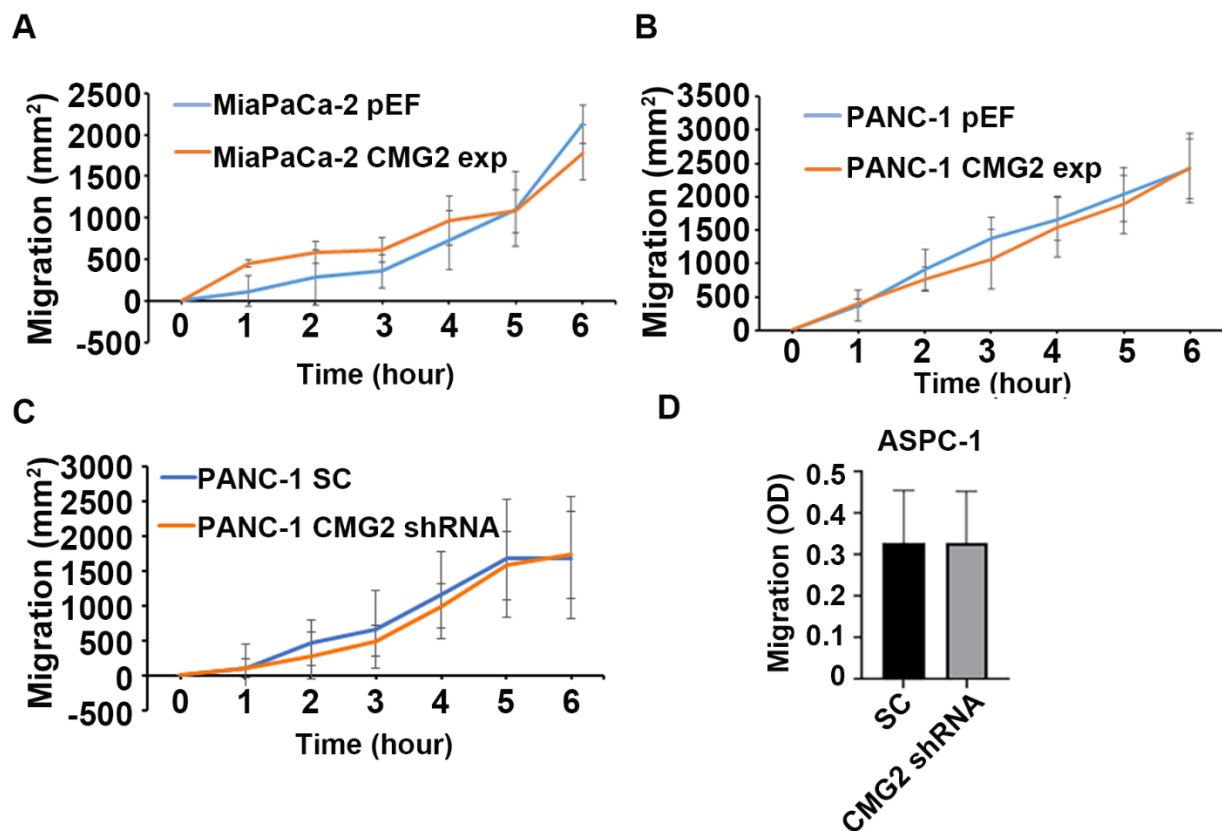 A
Migration (mm²)
2500
2000
1500
1000
500
0
-500
MiaPaCa-2 pEF
MiaPaCa-2 CMG2 exp
0 1 2 3 4 5 6
Time (hour)
B
Migration (mm²)
3500
3000
2500
2000
1500
1000
500
0
PANC-1 pEF
PANC-1 CMG2 exp
0 1 2 3 4 5 6
Time (hour)
C
Migration (mm²)
3000
2500
2000
1500
1000
500
0
-500
PANC-1 SC
PANC-1 CMG2 shRNA
0 1 2 3 4 5 6
Time (hour)
D
ASPC-1
Migration (OD)
0.5
0.4
0.3
0.2
0.1
0
SC
CMG2 shRNA